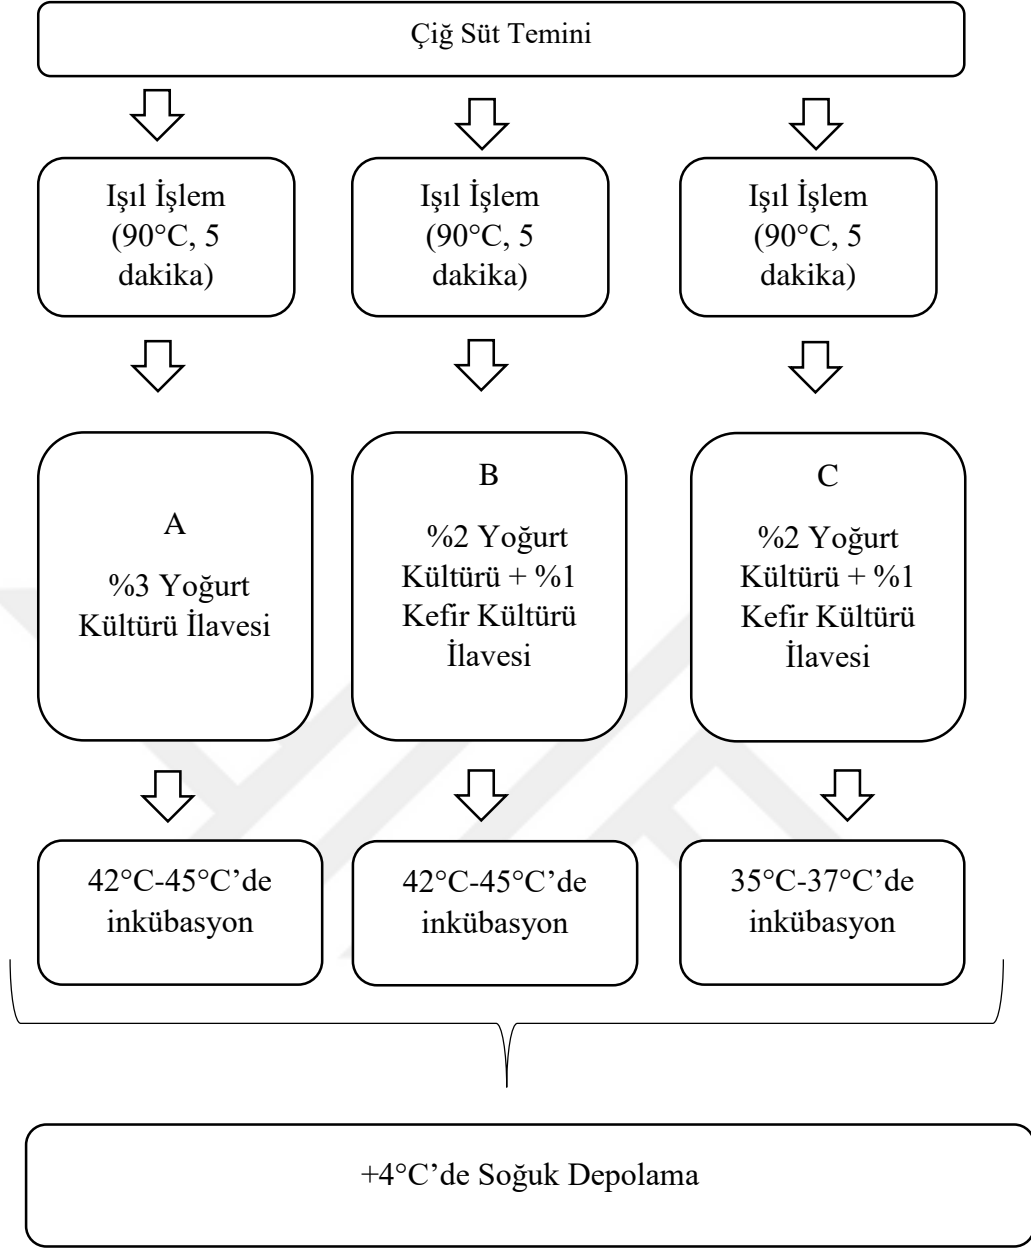 Çiğ Süt Temini
Işıl İşlem
(90°C, 5
dakika)
Işıl İşlem
(90°C, 5
dakika)
Işıl İşlem
(90°C, 5
dakika)
A
%3 Yoğurt
Kültürü İlavesi
B
%2 Yoğurt
Kültürü + %1
Kefir Kültürü
İlavesi
C
%2 Yoğurt
Kültürü + %1
Kefir Kültürü
İlavesi
42°C-45°C’de
inkübasyon
42°C-45°C’de
inkübasyon
35°C-37°C’de
inkübasyon
+4°C’de Soğuk Depolama